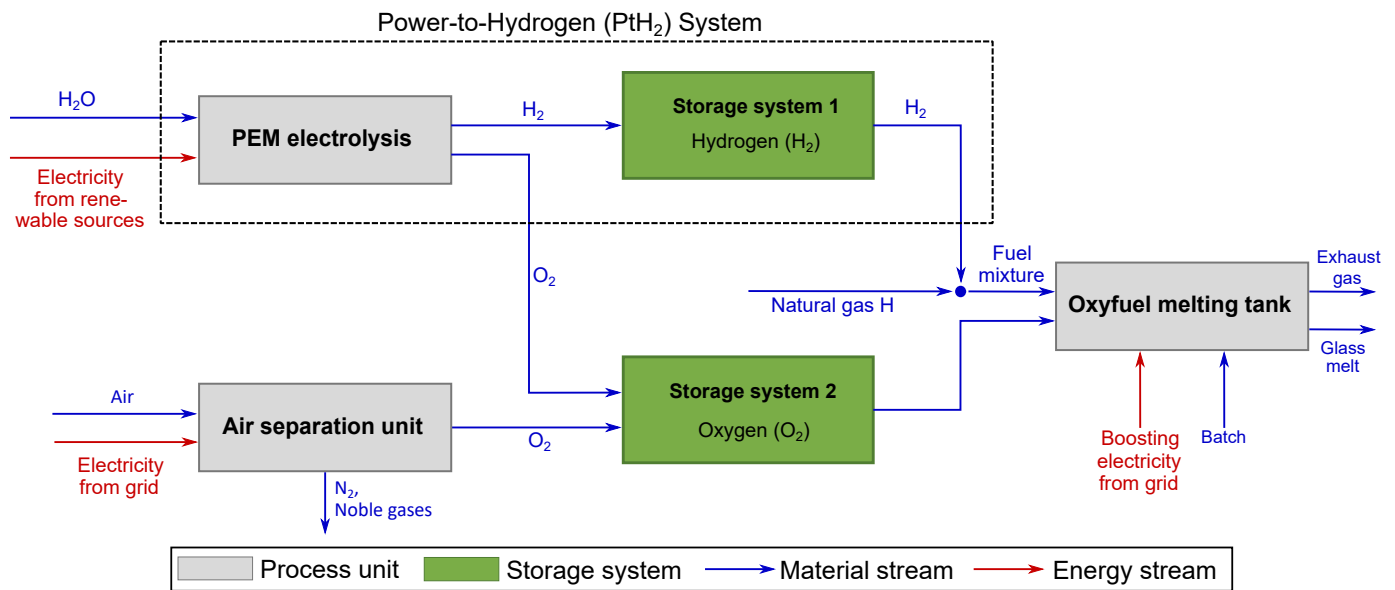 Power-to-Hydrogen (PtH₂) System
H₂O
Electricity
from rene-
wable sources
PEM electrolysis
H₂
Storage system 1
Hydrogen (H₂)
H₂
O₂
Natural gas H
Fuel
mixture
Oxyfuel melting tank
Exhaust
gas
Glass
melt
Air
Electricity
from grid
Air separation unit
O₂
N₂,
Noble gases
Storage system 2
Oxygen (O₂)
Boosting
electricity
from grid
Batch
Process unit
Storage system
Material stream
Energy stream